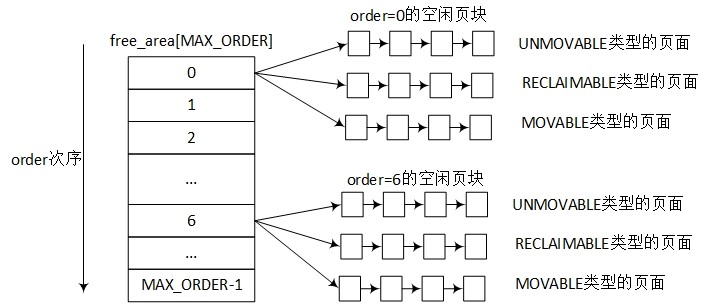 free_area[MAX_ORDER]
0
1
2
...
6
...
MAX_ORDER-1
order次序
order=0的空闲页块
UNMOVABLE类型的页面
RECLAIMABLE类型的页面
MOVABLE类型的页面
order=6的空闲页块
UNMOVABLE类型的页面
RECLAIMABLE类型的页面
MOVABLE类型的页面